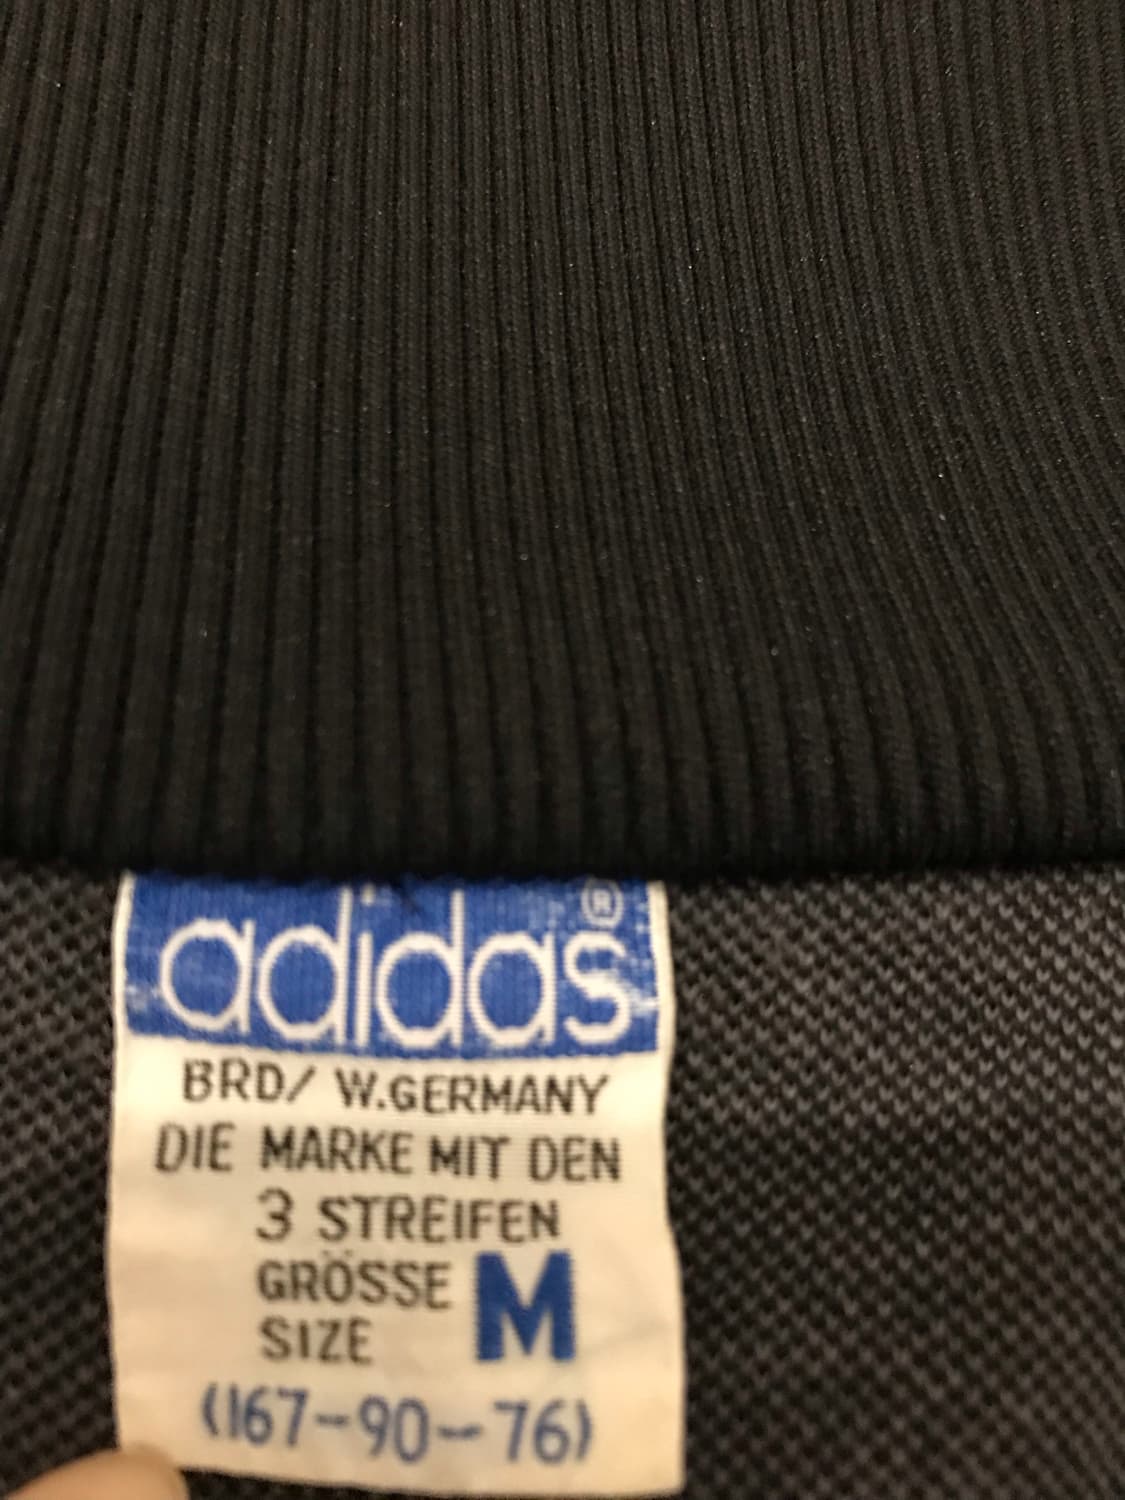 adidas®
BRD/ W.GERMANY
DIE MARKE MIT DEN
3 STREIFEN
GRÖSSE M
SIZE
(167-90-76)